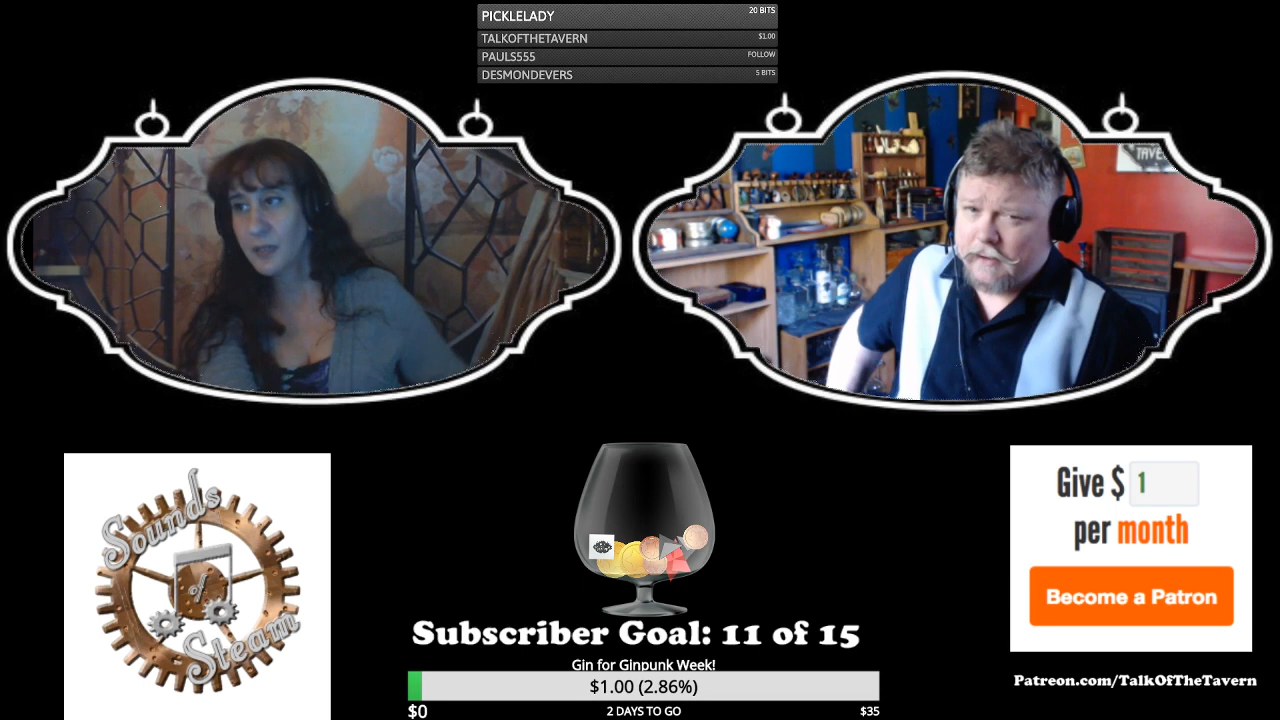 PICKLELADY 20 BITS
TALKOFTHETAVERN $1.00
PAULS555 FOLLOW
DESMONDEVERS 5 BITS
TAVE
Sounds
of
Steam
Give $ 1
per month
Become a Patron
Patreon.com/TalkOfTheTavern
Subscriber Goal: 11 of 15
Gin for Ginpunk Week!
$1.00 (2.86%)
$0 2 DAYS TO GO $35